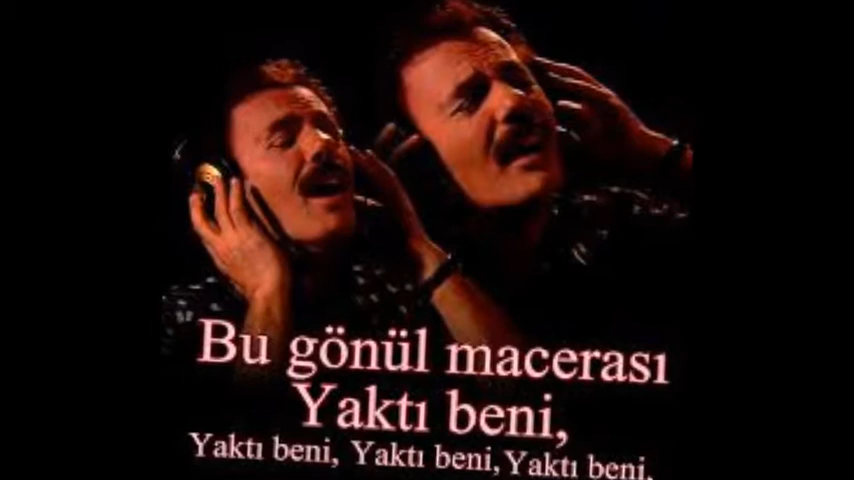 Bu gönül macerası
Yaktı beni,
Yaktı beni, Yaktı beni, Yaktı beni,